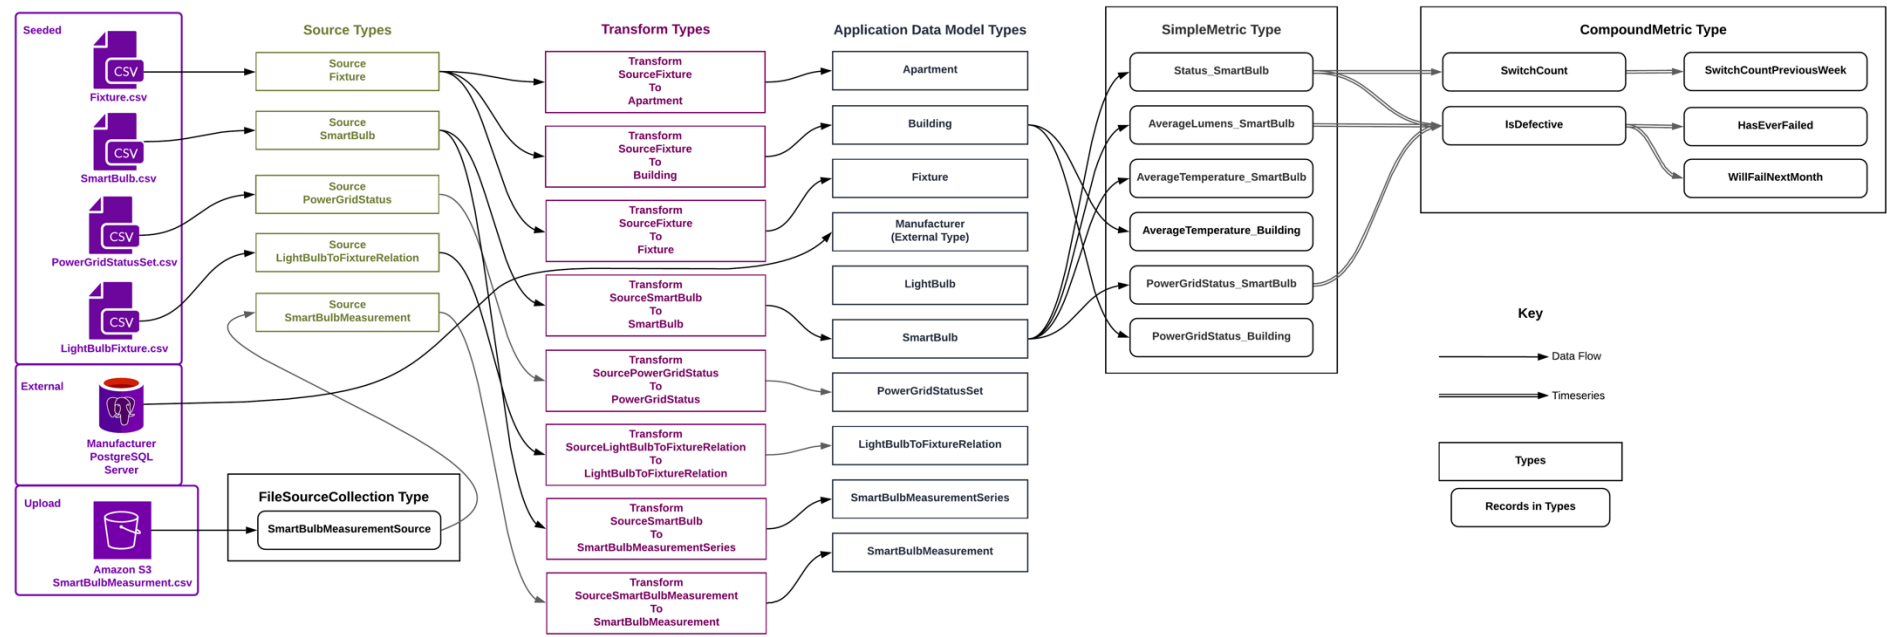 Seeded
CSV
Fixture.csv
CSV
SmartBulb.csv
CSV
PowerGridStatusSet.csv
CSV
LightBulbFixture.csv
External
Manufacturer
PostgreSQL
Server
Upload
Amazon S3
SmartBulbMeasurment.csv
FileSourceCollection Type
SmartBulbMeasurementSource
Source Types
Source
Fixture
Source
SmartBulb
Source
PowerGridStatus
Source
LightBulbToFixtureRelation
Source
SmartBulbMeasurement
Transform Types
Transform
SourceFixture
To
Apartment
Transform
SourceFixture
To
Building
Transform
SourceFixture
To
Fixture
Transform
SourceSmartBulb
To
SmartBulb
Transform
SourcePowerGridStatus
To
PowerGridStatus
Transform
SourceLightBulbToFixtureRelation
To
LightBulbToFixtureRelation
Transform
SourceSmartBulb
To
SmartBulbMeasurementSeries
Transform
SourceSmartBulbMeasurement
To
SmartBulbMeasurement
Application Data Model Types
Apartment
Building
Fixture
Manufacturer
(External Type)
LightBulb
SmartBulb
PowerGridStatusSet
LightBulbToFixtureRelation
SmartBulbMeasurementSeries
SmartBulbMeasurement
SimpleMetric Type
Status_SmartBulb
AverageLumens_SmartBulb
AverageTemperature_SmartBulb
AverageTemperature_Building
PowerGridStatus_SmartBulb
PowerGridStatus_Building
CompoundMetric Type
SwitchCount
SwitchCountPreviousWeek
IsDefective
HasEverFailed
WillFailNextMonth
Key
Data Flow
Timeseries
Types
Records in Types